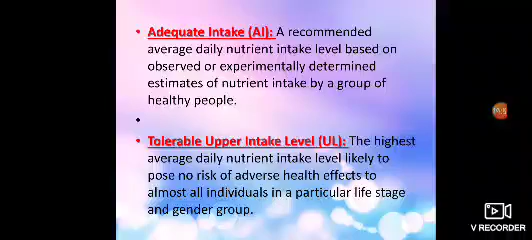 • Adequate Intake (AI): A recommended
average daily nutrient intake level based on
observed or experimentally determined
estimates of nutrient intake by a group of
healthy people.
•
• Tolerable Upper Intake Level (UL): The highest
average daily nutrient intake level likely to
pose no risk of adverse health effects to
almost all individuals in a particular life stage
and gender group.
V RECORDER